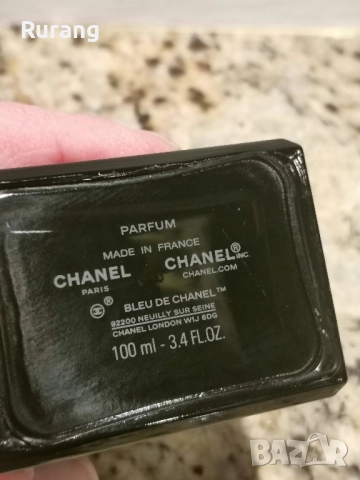 Rurang
PARFUM
MADE IN FRANCE
CHANEL CHANEL® INC.
PARIS CHANEL.COM
®
BLEU DE CHANEL™
92200 NEUILLY SUR SEINE
CHANEL LONDON W1J 6DG
100 ml - 3.4 FL.OZ.
BAZAR
bg